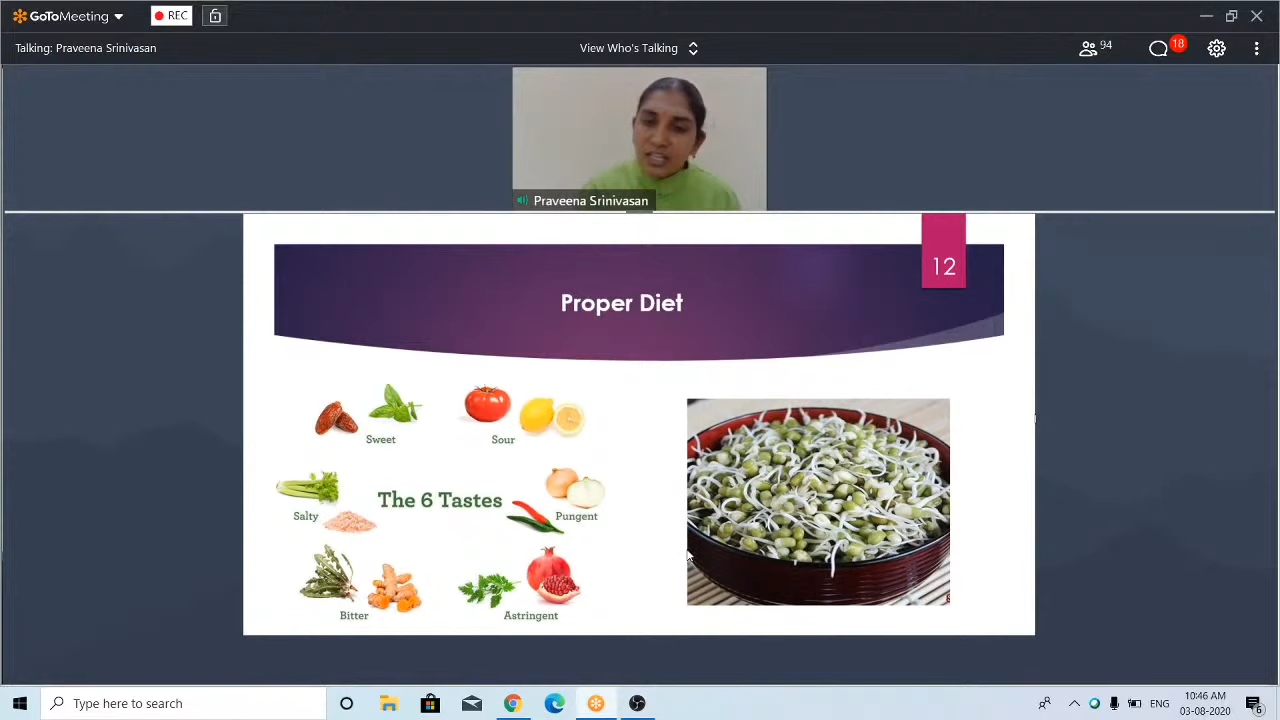 GoToMeeting
REC
Talking: Praveena Srinivasan
View Who's Talking
94
18
Praveena Srinivasan
12
Proper Diet
Sweet
Sour
The 6 Tastes
Salty
Pungent
Bitter
Astringent
Type here to search
ENG
10:46 AM
03-08-2020
6